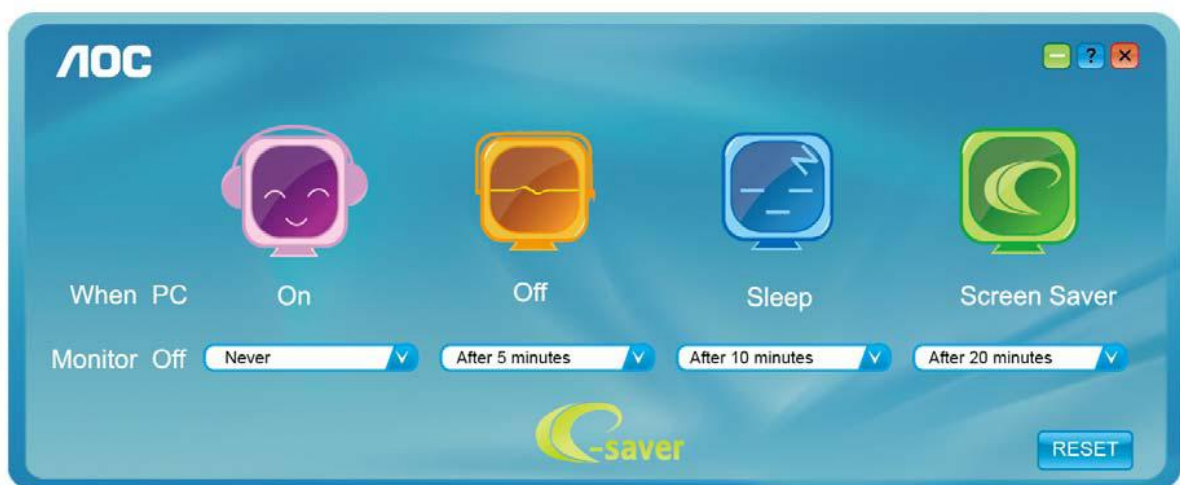 AOC
?
When PC On Off Sleep Screen Saver
Monitor Off Never After 5 minutes After 10 minutes After 20 minutes
e-saver
RESET